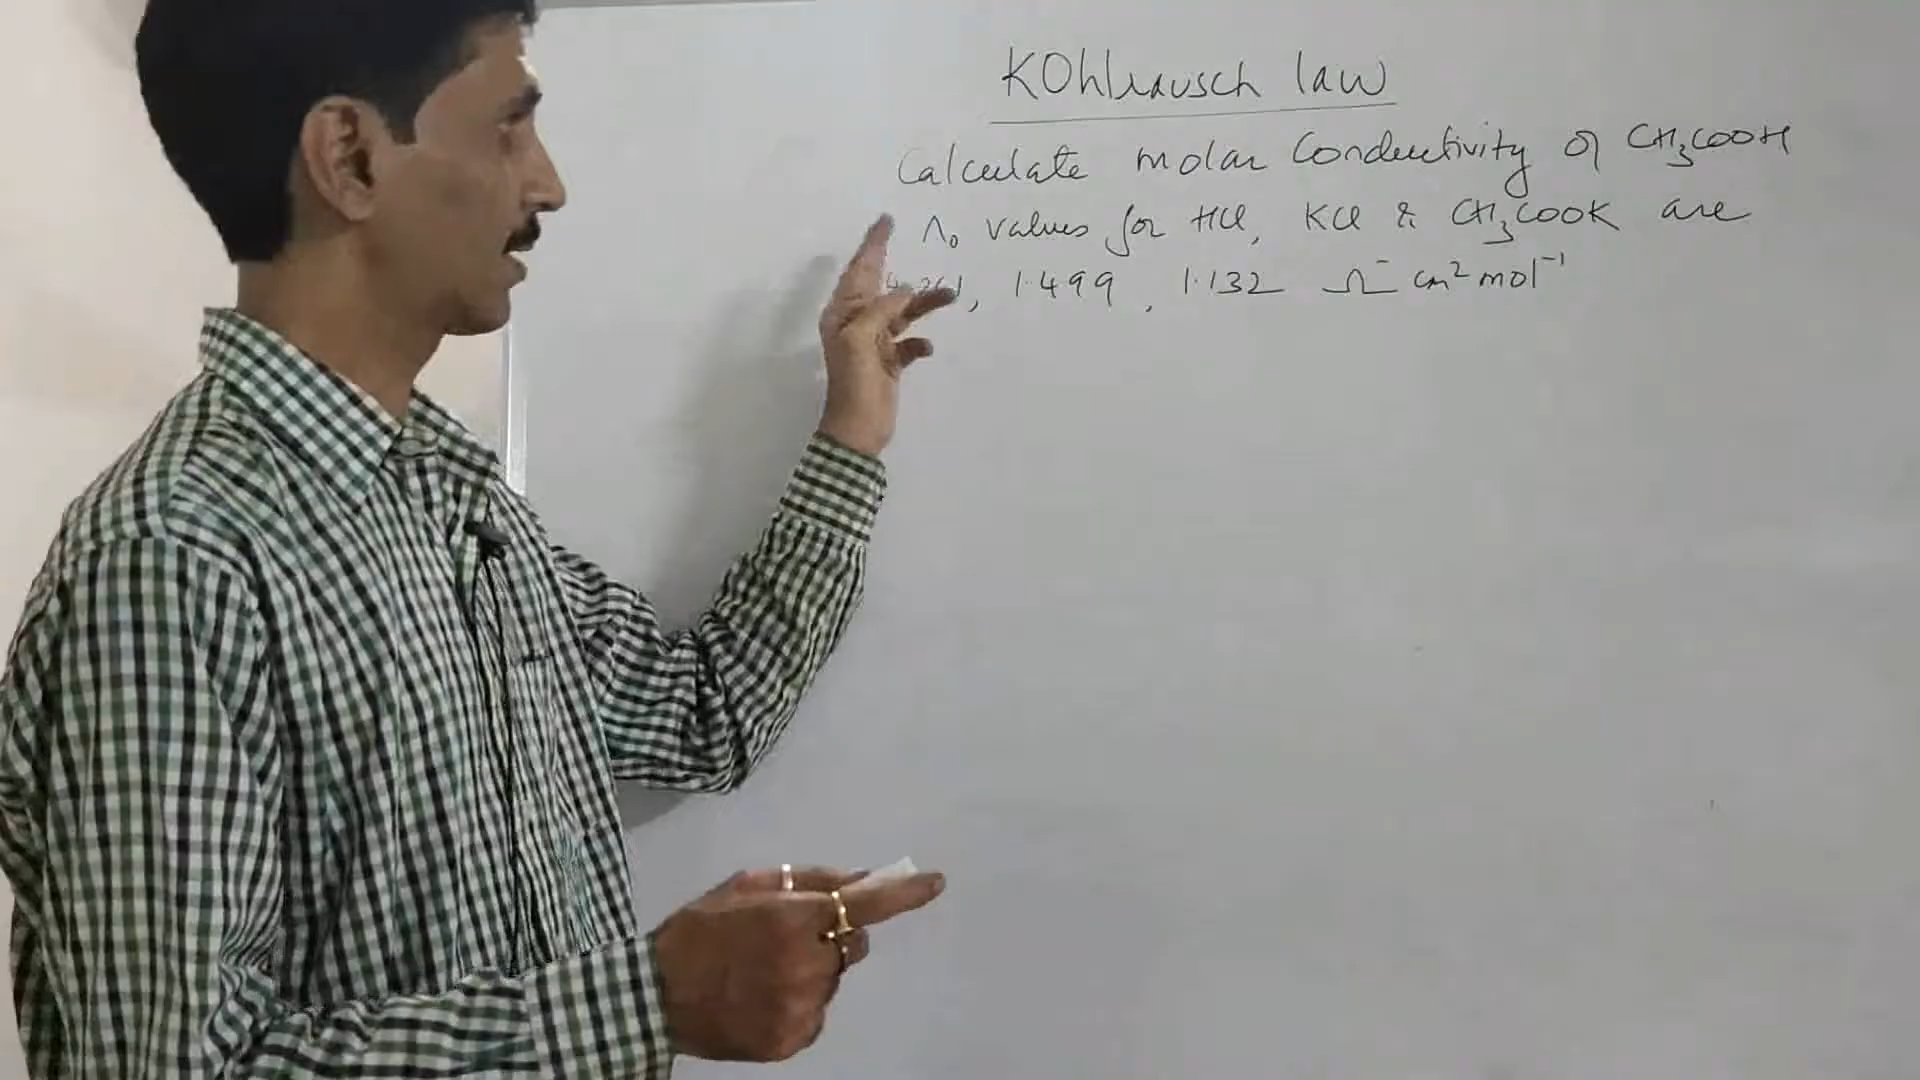 KOhlrausch law
Calculate molar Conductivity of CH₃COOH
Λ₀ values for HCl, KCl & CH₃COOK are
, 1.499, 1.132 Ω⁻ cm² mol⁻¹